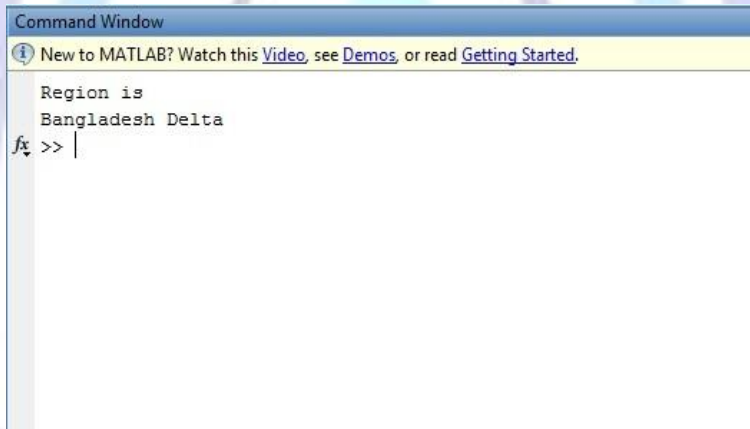 Command Window
New to MATLAB? Watch this Video, see Demos, or read Getting Started.
Region is
Bangladesh Delta
fx >>